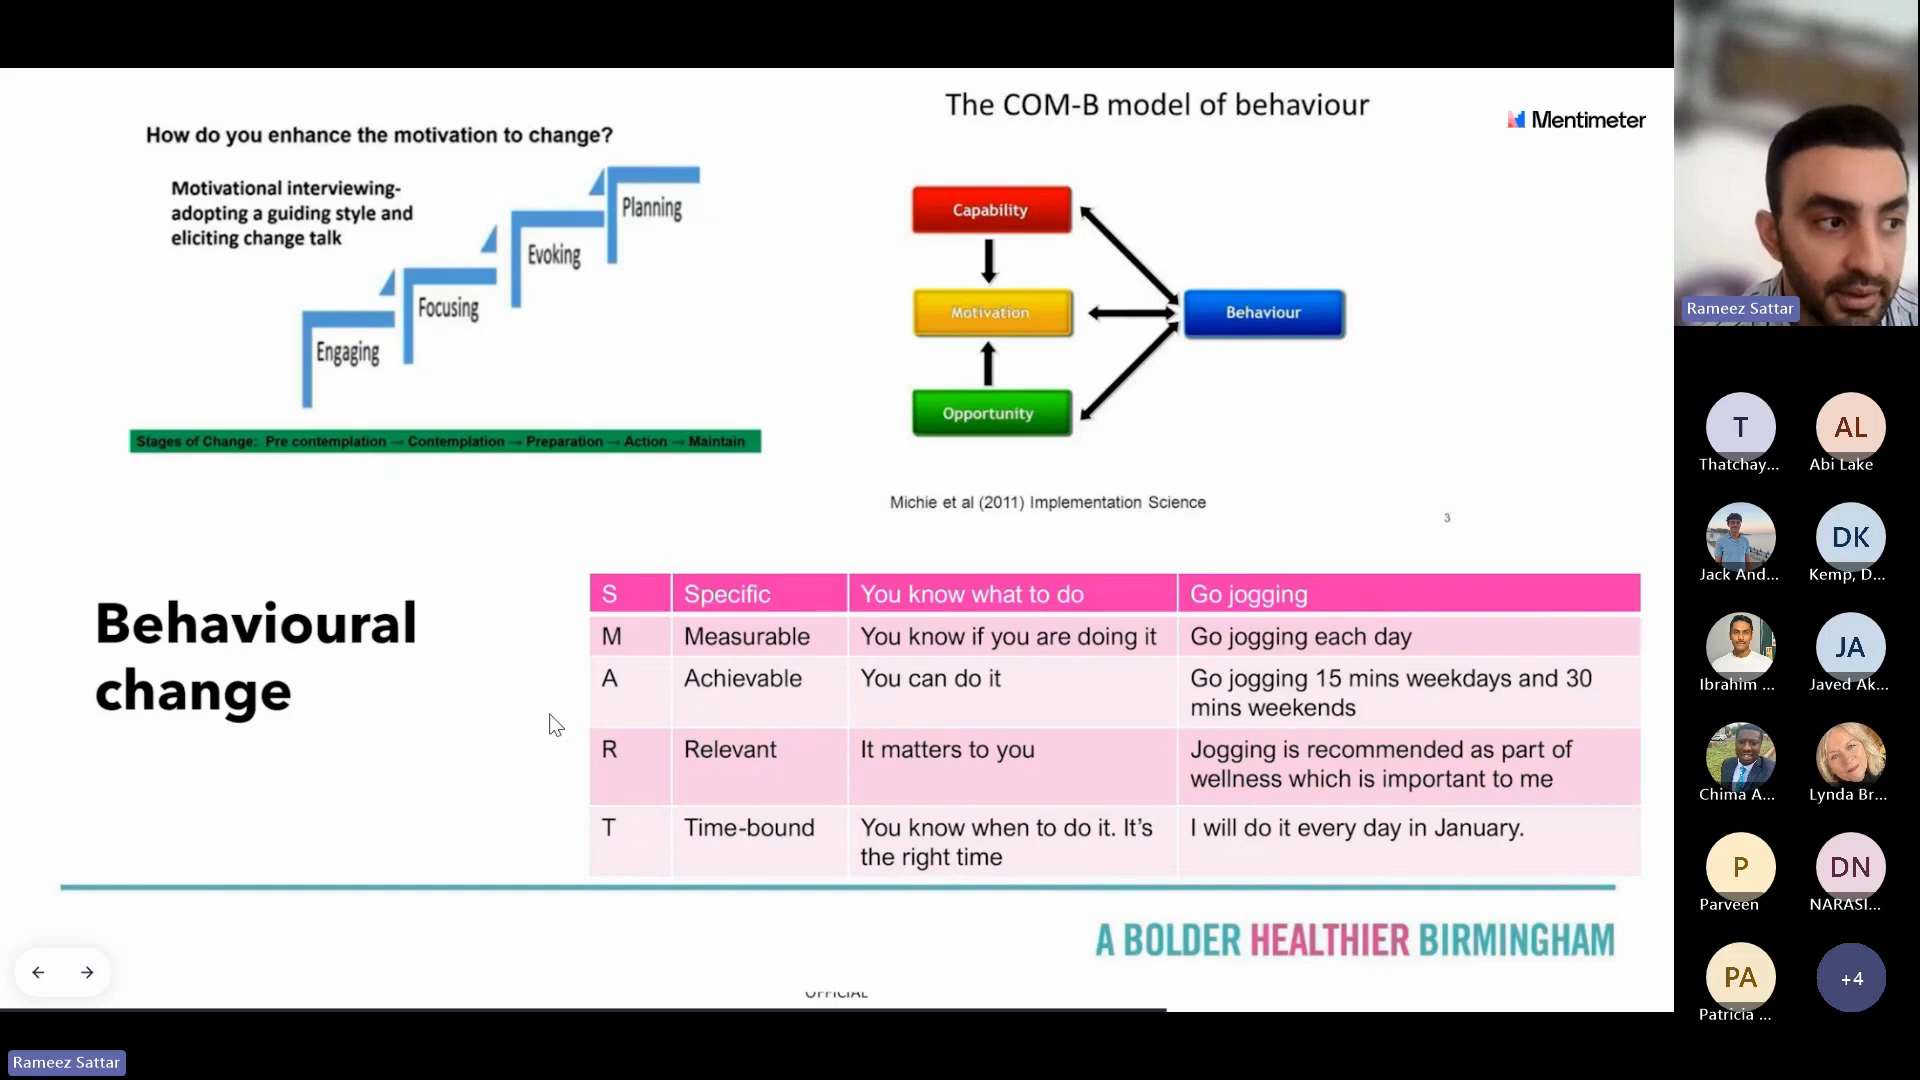 How do you enhance the motivation to change?
Motivational interviewing-
adopting a guiding style and
eliciting change talk
Engaging
Focusing
Evoking
Planning
Stages of Change: Pre contemplation → Contemplation → Preparation → Action → Maintain
The COM-B model of behaviour
Mentimeter
Capability
Motivation
Opportunity
Behaviour
Michie et al (2011) Implementation Science
3
Behavioural
change
S Specific You know what to do Go jogging
M Measurable You know if you are doing it Go jogging each day
A Achievable You can do it Go jogging 15 mins weekdays and 30
mins weekends
R Relevant It matters to you Jogging is recommended as part of
wellness which is important to me
T Time-bound You know when to do it. It’s
the right time
I will do it every day in January.
A BOLDER HEALTHIER BIRMINGHAM
OFFICIAL
Rameez Sattar
Rameez Sattar
T
Thatchay...
AL
Abi Lake
Jack And...
DK
Kemp, D...
Ibrahim ...
JA
Javed Ak...
Chima A...
Lynda Br...
P
Parveen
DN
NARASI...
PA
Patricia ...
+4